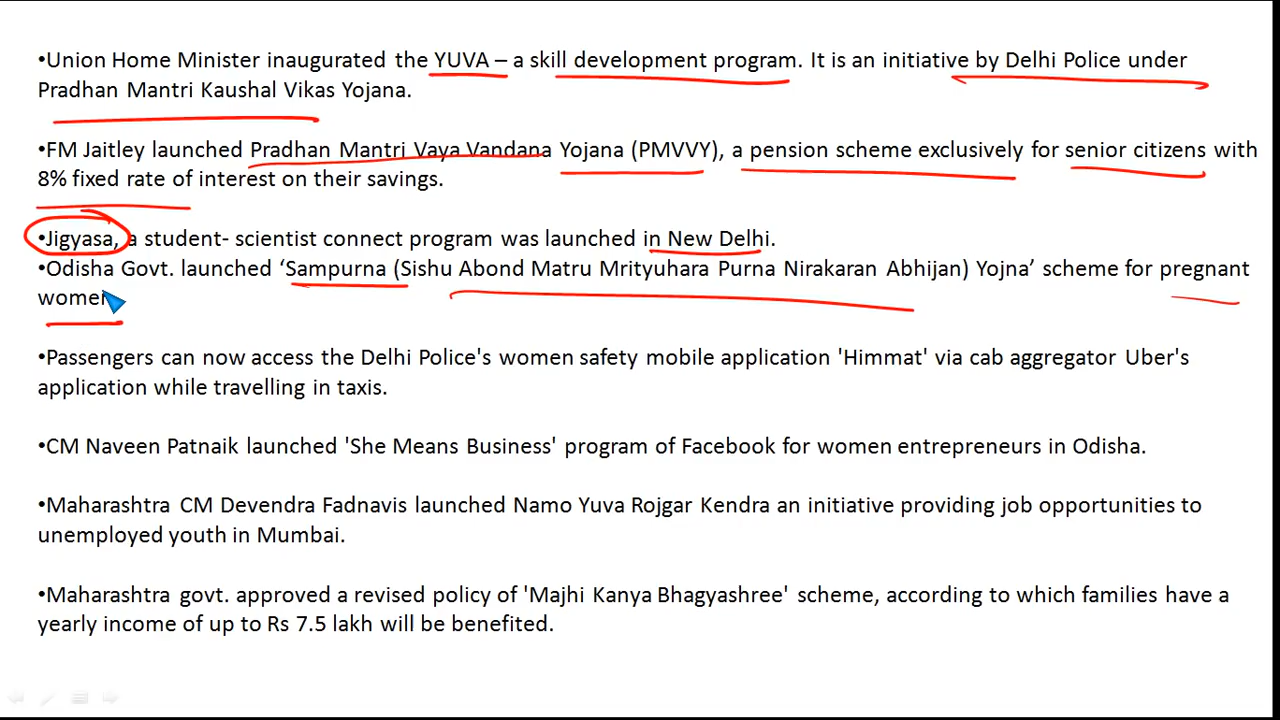 •Union Home Minister inaugurated the YUVA – a skill development program. It is an initiative by Delhi Police under
Pradhan Mantri Kaushal Vikas Yojana.
•FM Jaitley launched Pradhan Mantri Vaya Vandana Yojana (PMVVY), a pension scheme exclusively for senior citizens with
8% fixed rate of interest on their savings.
•Jigyasa, a student- scientist connect program was launched in New Delhi.
•Odisha Govt. launched ‘Sampurna (Sishu Abond Matru Mrityuhara Purna Nirakaran Abhijan) Yojna’ scheme for pregnant
women
•Passengers can now access the Delhi Police's women safety mobile application 'Himmat' via cab aggregator Uber's
application while travelling in taxis.
•CM Naveen Patnaik launched 'She Means Business' program of Facebook for women entrepreneurs in Odisha.
•Maharashtra CM Devendra Fadnavis launched Namo Yuva Rojgar Kendra an initiative providing job opportunities to
unemployed youth in Mumbai.
•Maharashtra govt. approved a revised policy of 'Majhi Kanya Bhagyashree' scheme, according to which families have a
yearly income of up to Rs 7.5 lakh will be benefited.